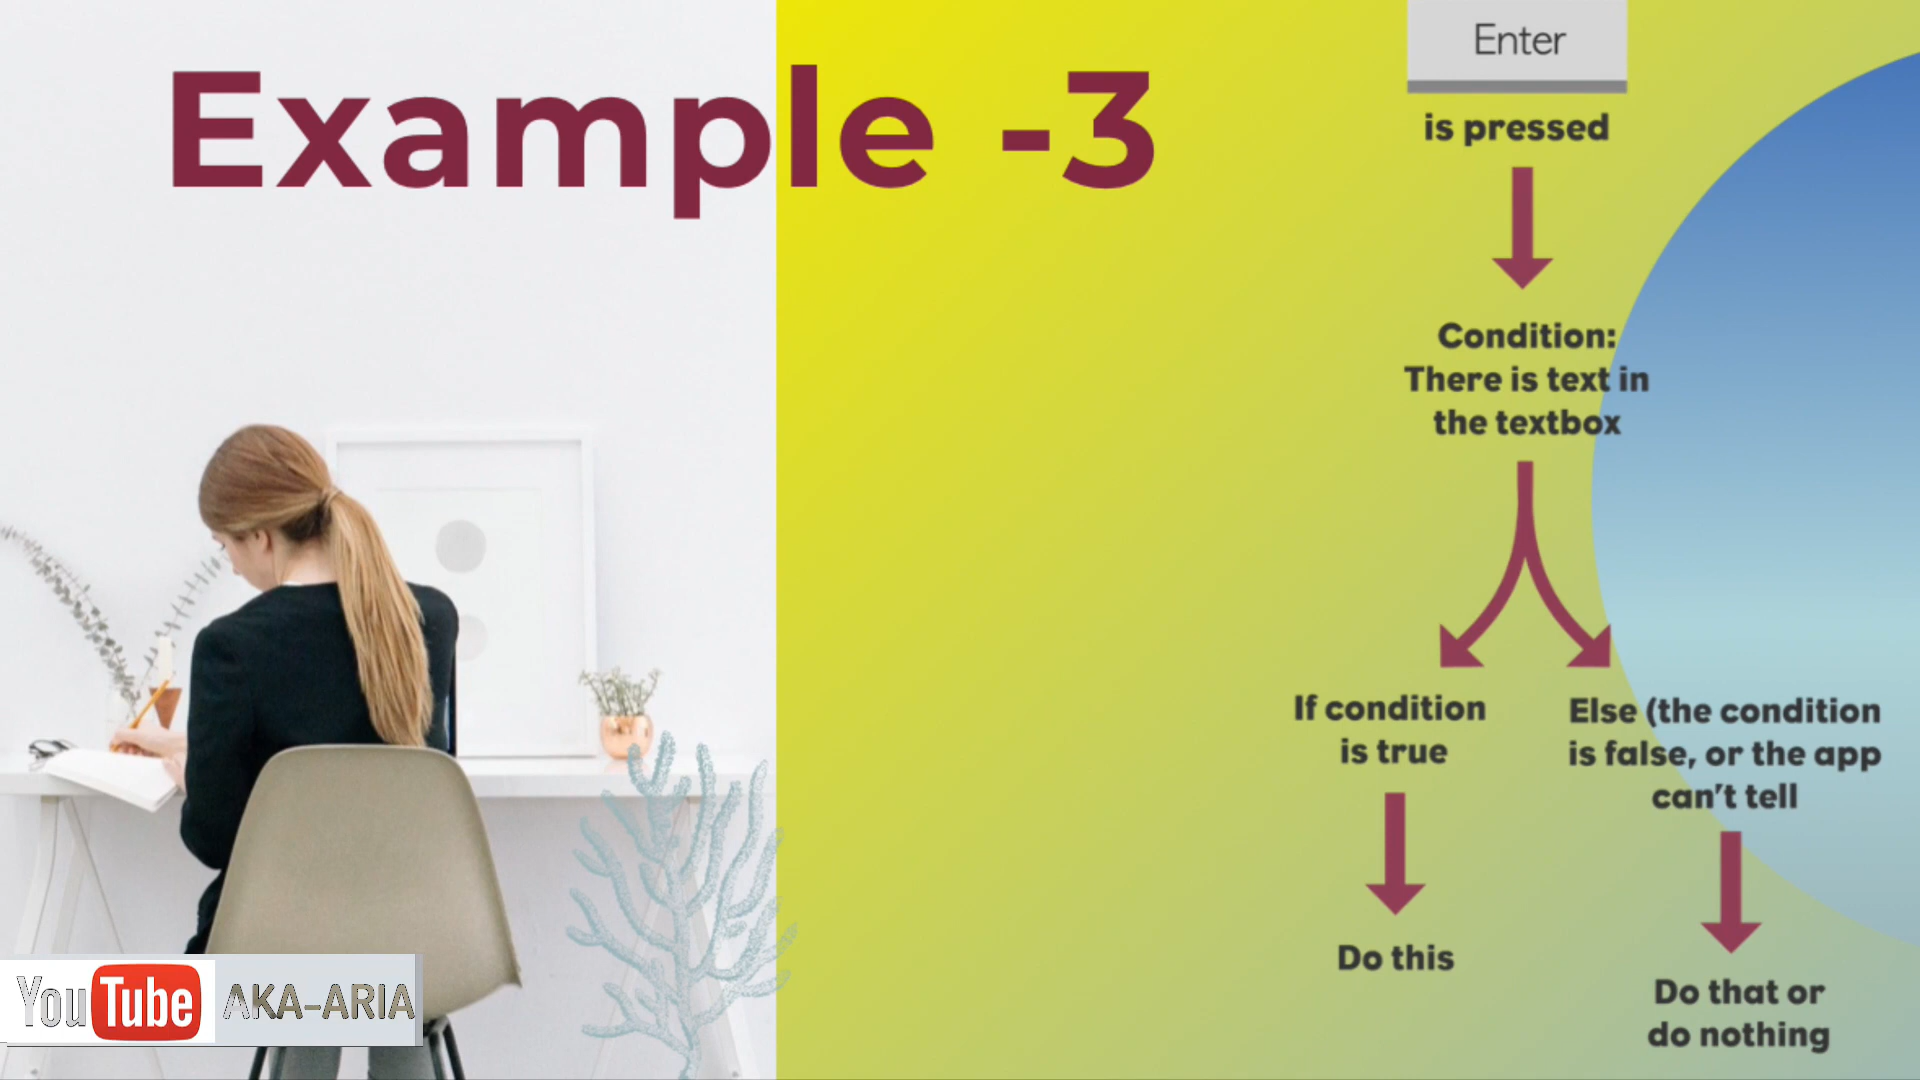 Example -3
Enter
is pressed
Condition:
There is text in
the textbox
If condition
is true
Else (the condition
is false, or the app
can't tell
Do this
Do that or
do nothing
YouTube AKA-ARIA